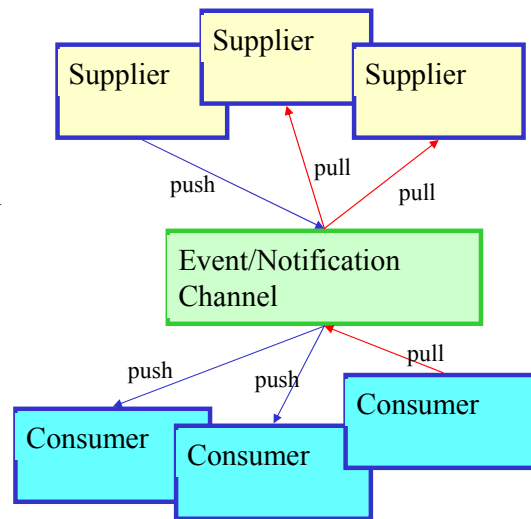 Supplier
Supplier
Supplier
push
pull
pull
Event/Notification
Channel
push
push
pull
Consumer
Consumer
Consumer